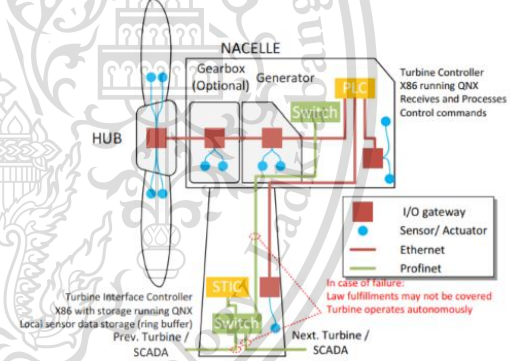 NACELLE
Gearbox
(Optional)
Generator
PLC
Switch
Turbine Controller
X86 running QNX
Receives and Processes
Control commands
HUB
I/O gateway
Sensor/ Actuator
Ethernet
Profinet
In case of failure:
Law fulfillments may not be covered
Turbine operates autonomously
STIC
Turbine Interface Controller
X86 with storage running QNX
Local sensor data storage (ring buffer)
Switch
Prev. Turbine /
SCADA
Next. Turbine /
SCADA